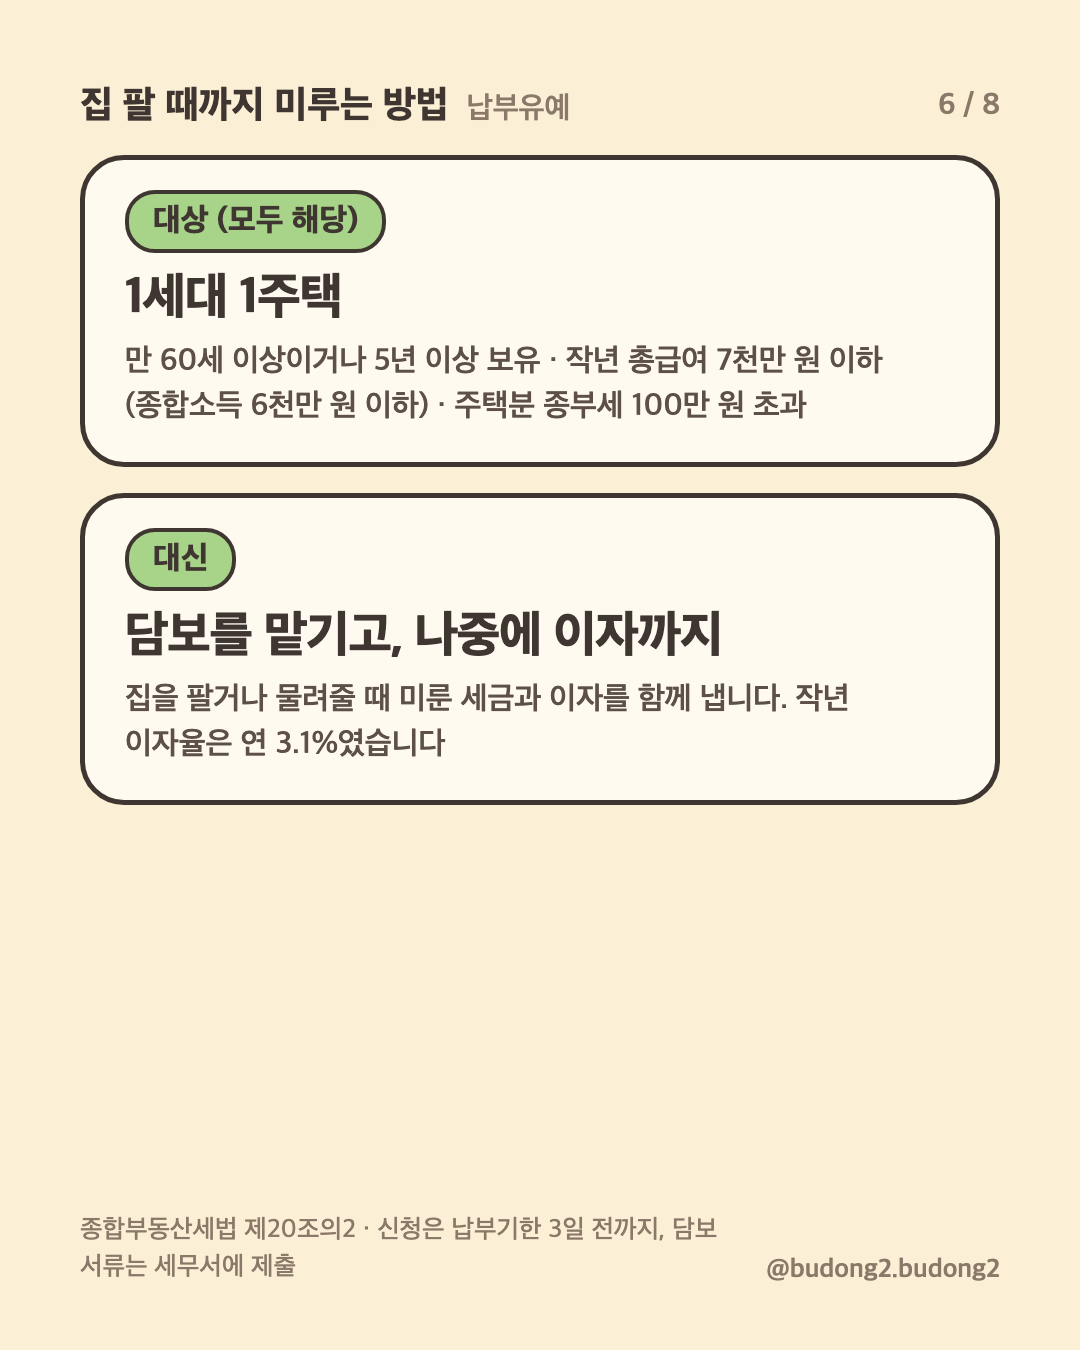 집 팔 때까지 미루는 방법 납부유예 6 / 8
대상 (모두 해당)
1세대 1주택
만 60세 이상이거나 5년 이상 보유 · 작년 총급여 7천만 원 이하
(종합소득 6천만 원 이하) · 주택분 종부세 100만 원 초과
대신
담보를 맡기고, 나중에 이자까지
집을 팔거나 물려줄 때 미룬 세금과 이자를 함께 냅니다. 작년
이자율은 연 3.1%였습니다
종합부동산세법 제20조의2 · 신청은 납부기한 3일 전까지, 담보
서류는 세무서에 제출
@budong2.budong2